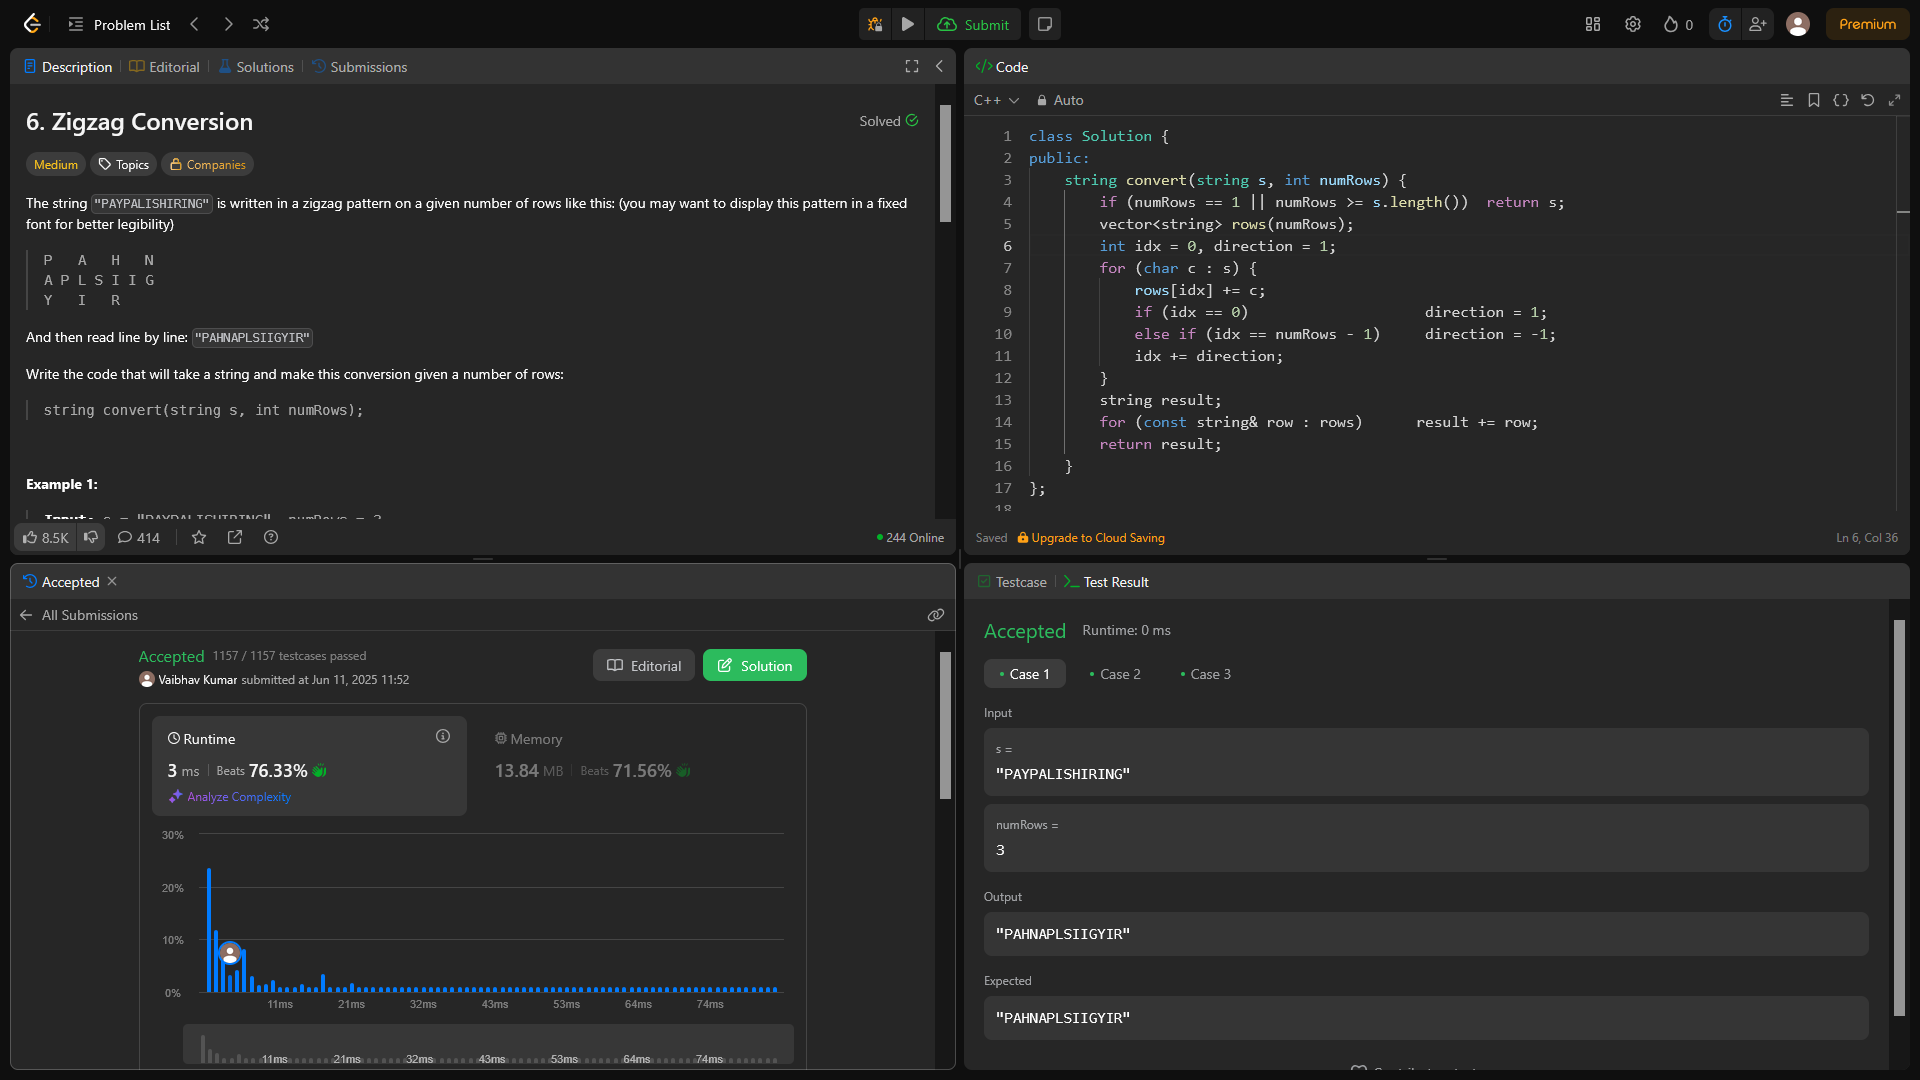 Problem List
Submit
0
Premium
Description
Editorial
Solutions
Submissions
6. Zigzag Conversion
Solved
Medium
Topics
Companies
The string "PAYPALISHIRING" is written in a zigzag pattern on a given number of rows like this: (you may want to display this pattern in a fixed
font for better legibility)
P   A   H   N
A P L S I I G
Y   I   R
And then read line by line: "PAHNAPLSIIGYIR"
Write the code that will take a string and make this conversion given a number of rows:
string convert(string s, int numRows);
Example 1:
Input: s = "PAYPALISHIRING", numRows = 3
8.5K
414
244 Online
Code
C++
Auto
1 class Solution {
2 public:
3     string convert(string s, int numRows) {
4         if (numRows == 1 || numRows >= s.length())  return s;
5         vector<string> rows(numRows);
6         int idx = 0, direction = 1;
7         for (char c : s) {
8             rows[idx] += c;
9             if (idx == 0)                    direction = 1;
10             else if (idx == numRows - 1)     direction = -1;
11             idx += direction;
12         }
13         string result;
14         for (const string& row : rows)      result += row;
15         return result;
16     }
17 };
18
Saved
Upgrade to Cloud Saving
Ln 6, Col 36
Accepted
All Submissions
Accepted 1157 / 1157 testcases passed
Vaibhav Kumar submitted at Jun 11, 2025 11:52
Editorial
Solution
Runtime
3 ms | Beats 76.33%
Analyze Complexity
Memory
13.84 MB | Beats 71.56%
30%
20%
10%
0%
11ms 21ms 32ms 43ms 53ms 64ms 74ms
11ms 21ms 32ms 43ms 53ms 64ms 74ms
Testcase
Test Result
Accepted Runtime: 0 ms
Case 1
Case 2
Case 3
Input
s =
"PAYPALISHIRING"
numRows =
3
Output
"PAHNAPLSIIGYIR"
Expected
"PAHNAPLSIIGYIR"